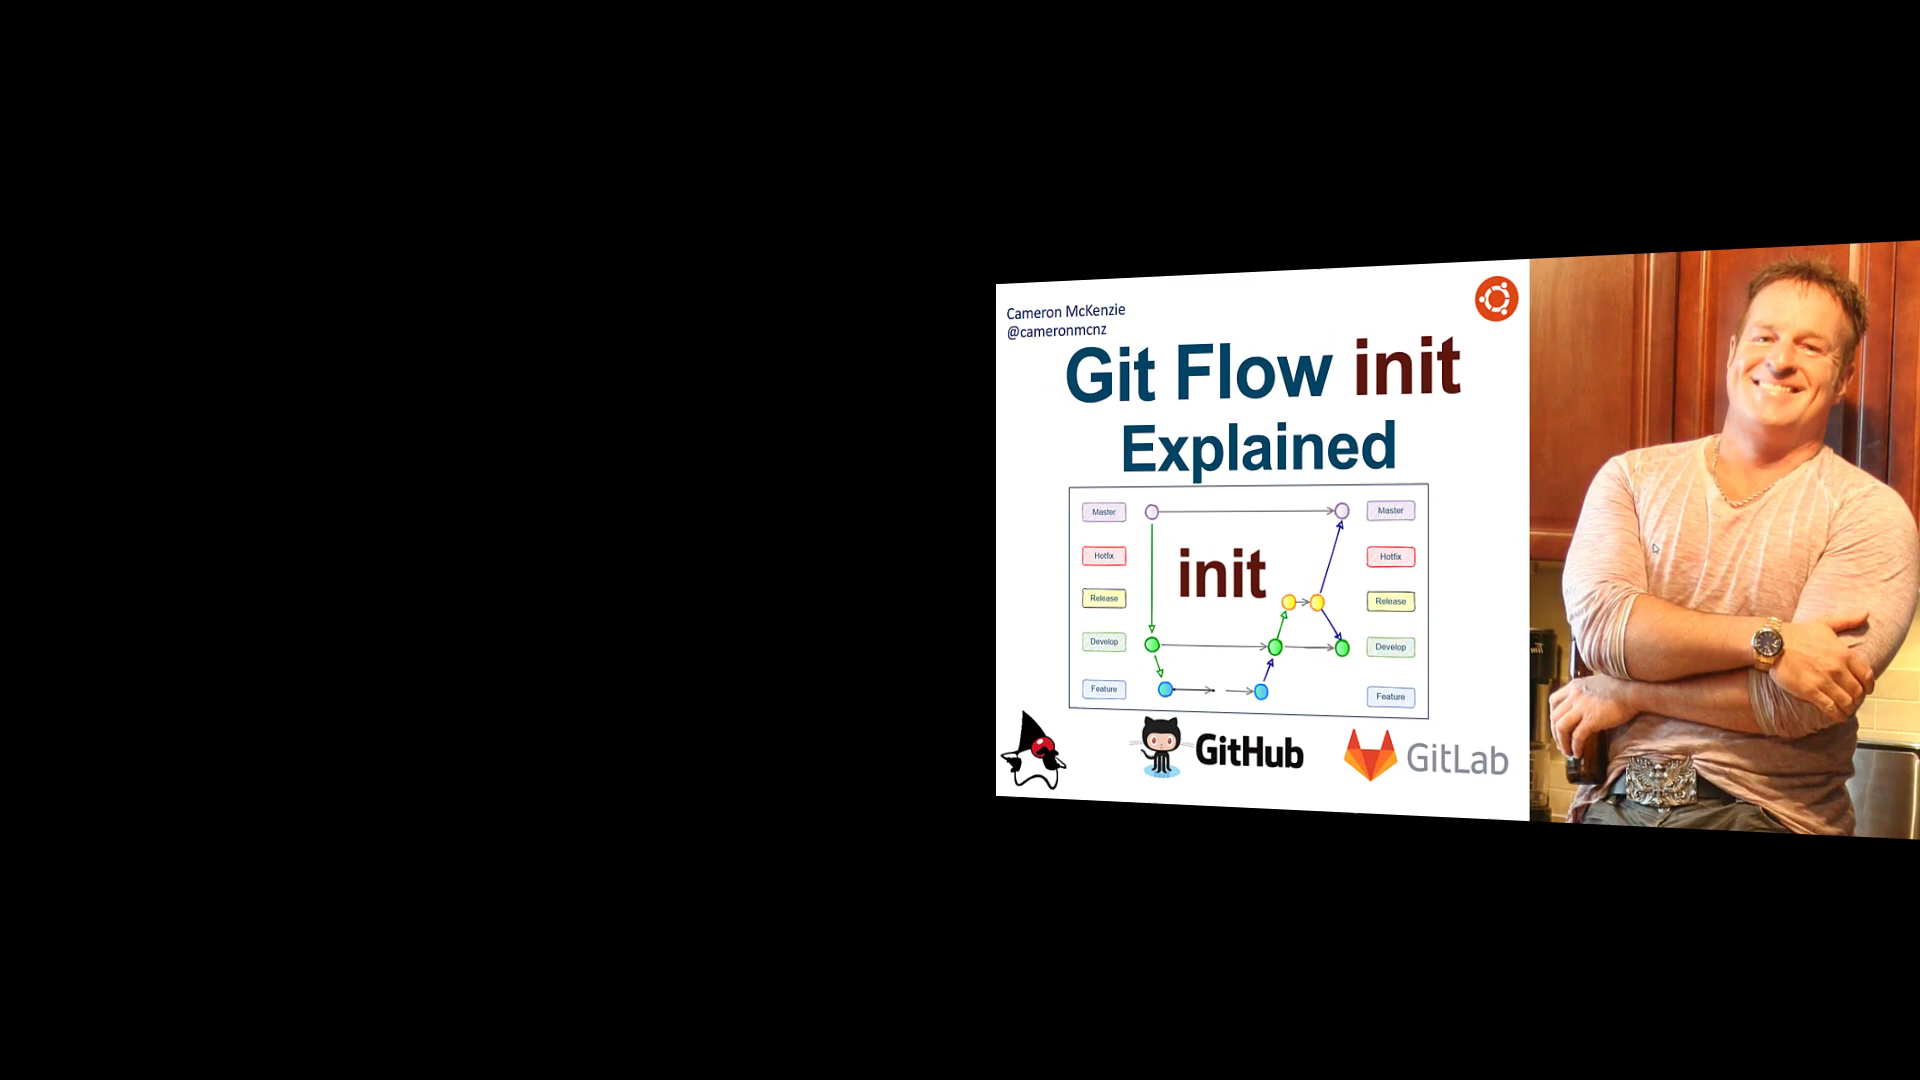 Cameron McKenzie
@cameronmcnz
Git Flow init
Explained
Master
Master
Hotfix
Hotfix
init
Release
Release
Develop
Develop
Feature
Feature
GitHub
GitLab